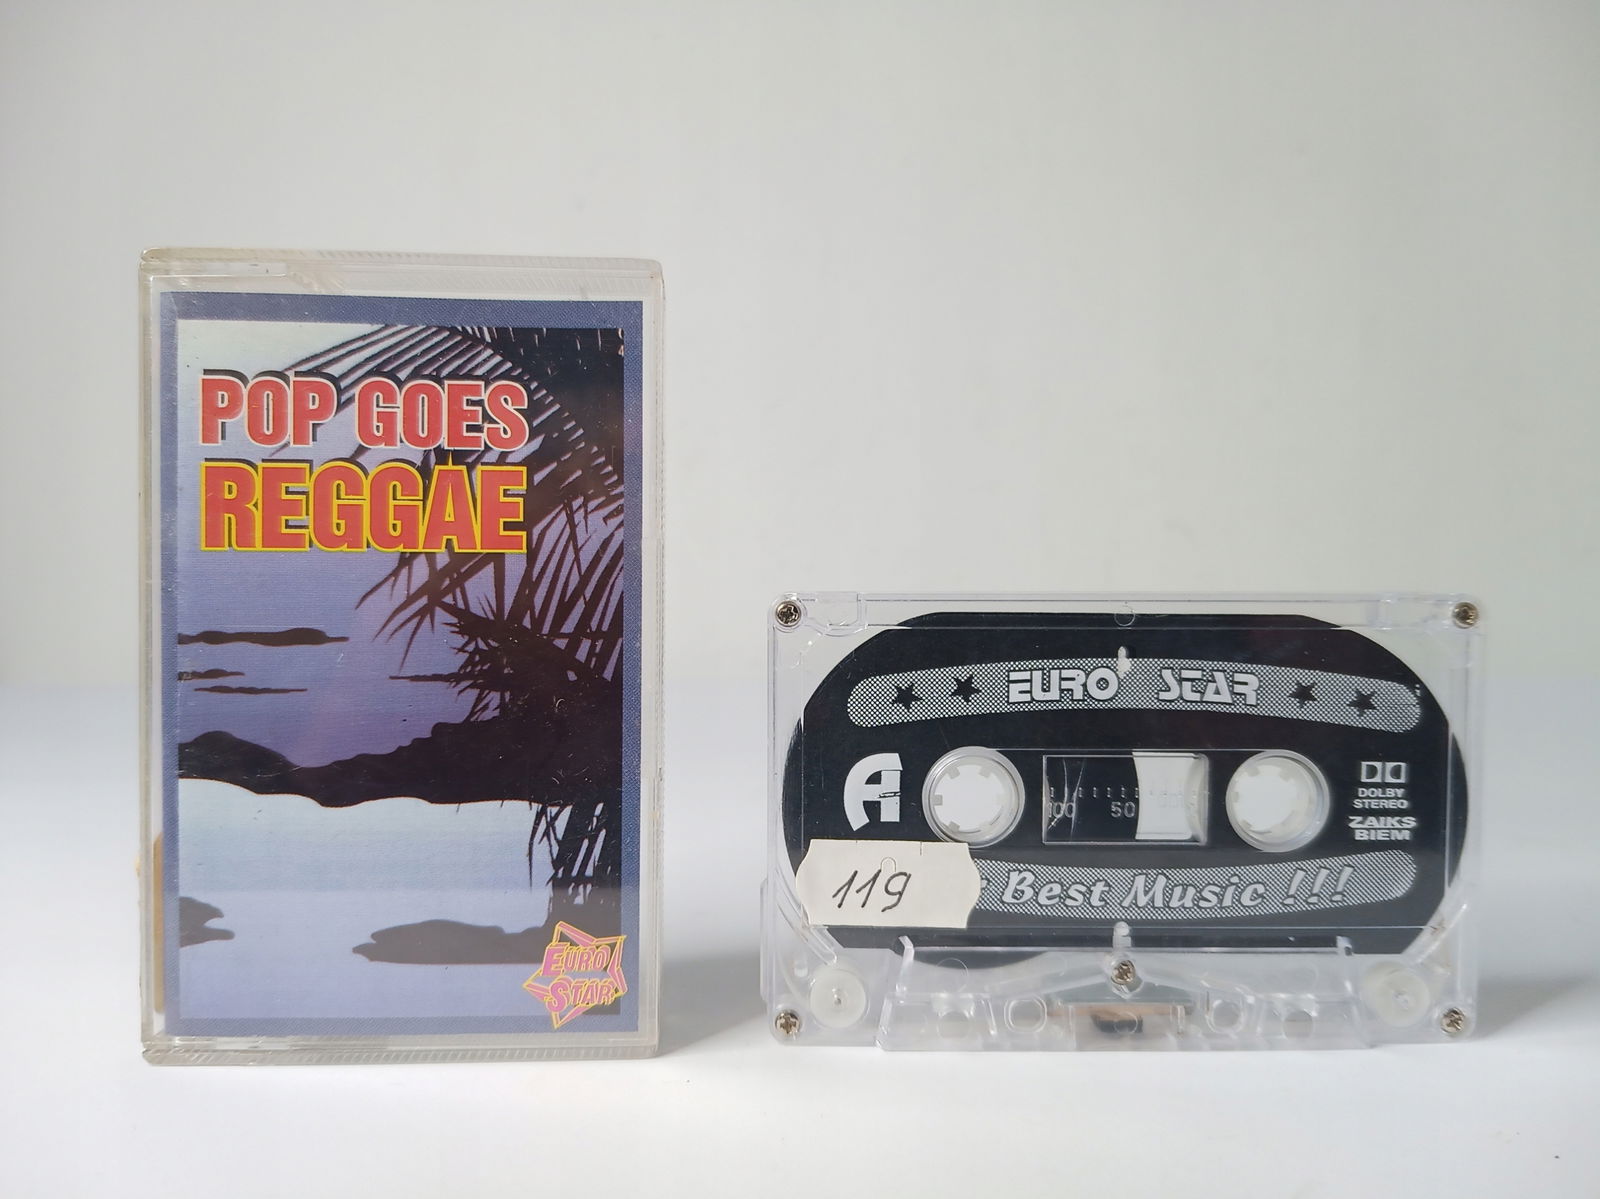 POP GOES
REGGAE
EURO
STAR
EURO STAR
A
100 50
DOLBY
STEREO
ZAIKS
BIEM
119
Best Music !!!